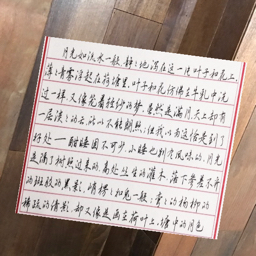 月光如流水一般,静静地泻在这一片叶子和花上。
薄薄的青雾浮起在荷塘里。叶子和花仿佛在牛乳中洗
过一样;又像笼着轻纱的梦。虽然是满月,天上却有
一层淡淡的云,所以不能朗照;但我以为这恰是到了
好处——酣眠固不可少,小睡也别有风味的。月光
是隔了树照过来的,高处丛生的灌木,落下参差不齐
的斑驳的黑影,峭楞楞如鬼一般;弯弯的杨柳的
稀疏的倩影,却又像是画在荷叶上。塘中的月色